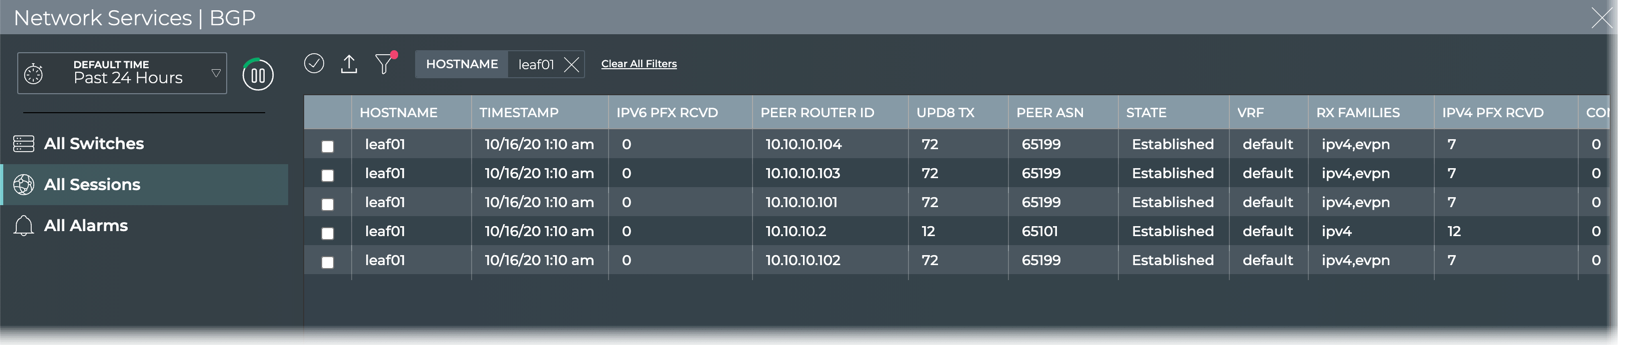 Network Services | BGP
DEFAULT TIME
Past 24 Hours
HOSTNAME leaf01 Clear All Filters
All Switches
All Sessions
All Alarms
HOSTNAME TIMESTAMP IPV6 PFX RCVD PEER ROUTER ID UPD8 TX PEER ASN STATE VRF RX FAMILIES IPV4 PFX RCVD
leaf01 10/16/20 1:10 am 0 10.10.10.104 72 65199 Established default ipv4,evpn 7 0
leaf01 10/16/20 1:10 am 0 10.10.10.103 72 65199 Established default ipv4,evpn 7 0
leaf01 10/16/20 1:10 am 0 10.10.10.101 72 65199 Established default ipv4,evpn 7 0
leaf01 10/16/20 1:10 am 0 10.10.10.2 12 65101 Established default ipv4 12 0
leaf01 10/16/20 1:10 am 0 10.10.10.102 72 65199 Established default ipv4,evpn 7 0